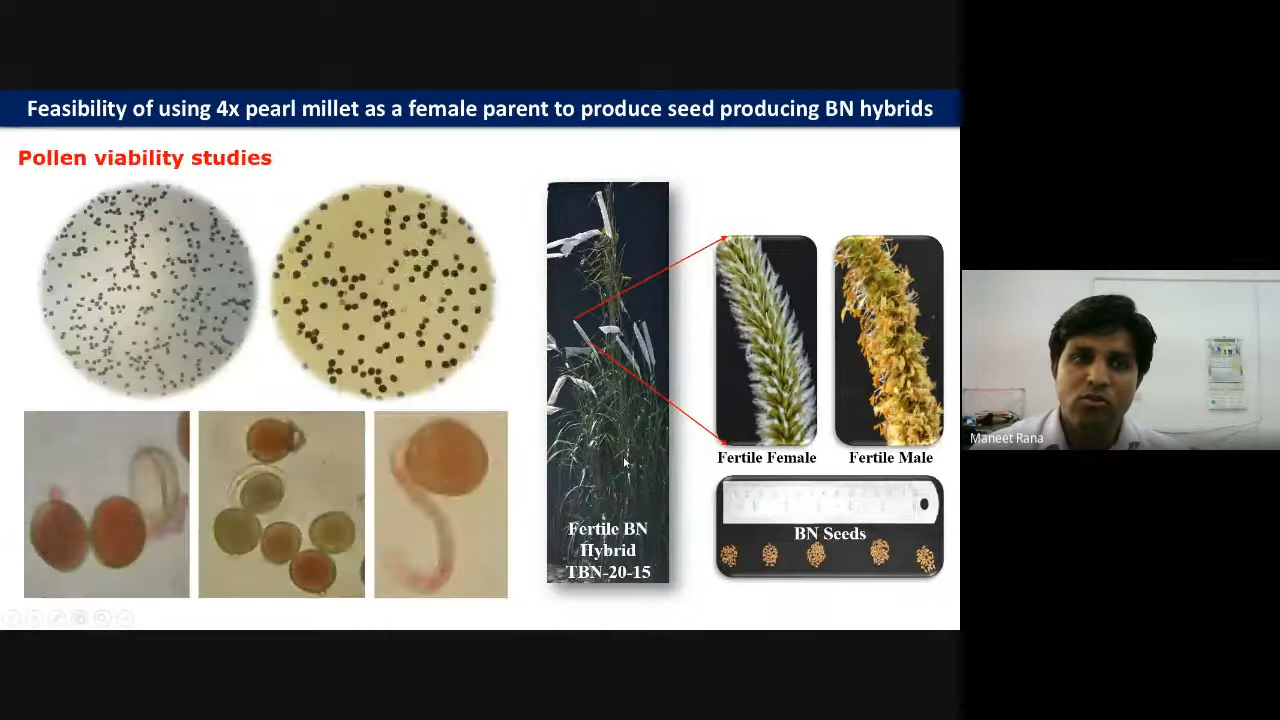 Feasibility of using 4x pearl millet as a female parent to produce seed producing BN hybrids
Pollen viability studies
Fertile Female
Fertile Male
BN Seeds
Fertile BN
Hybrid
TBN-20-15
Maneet Rana